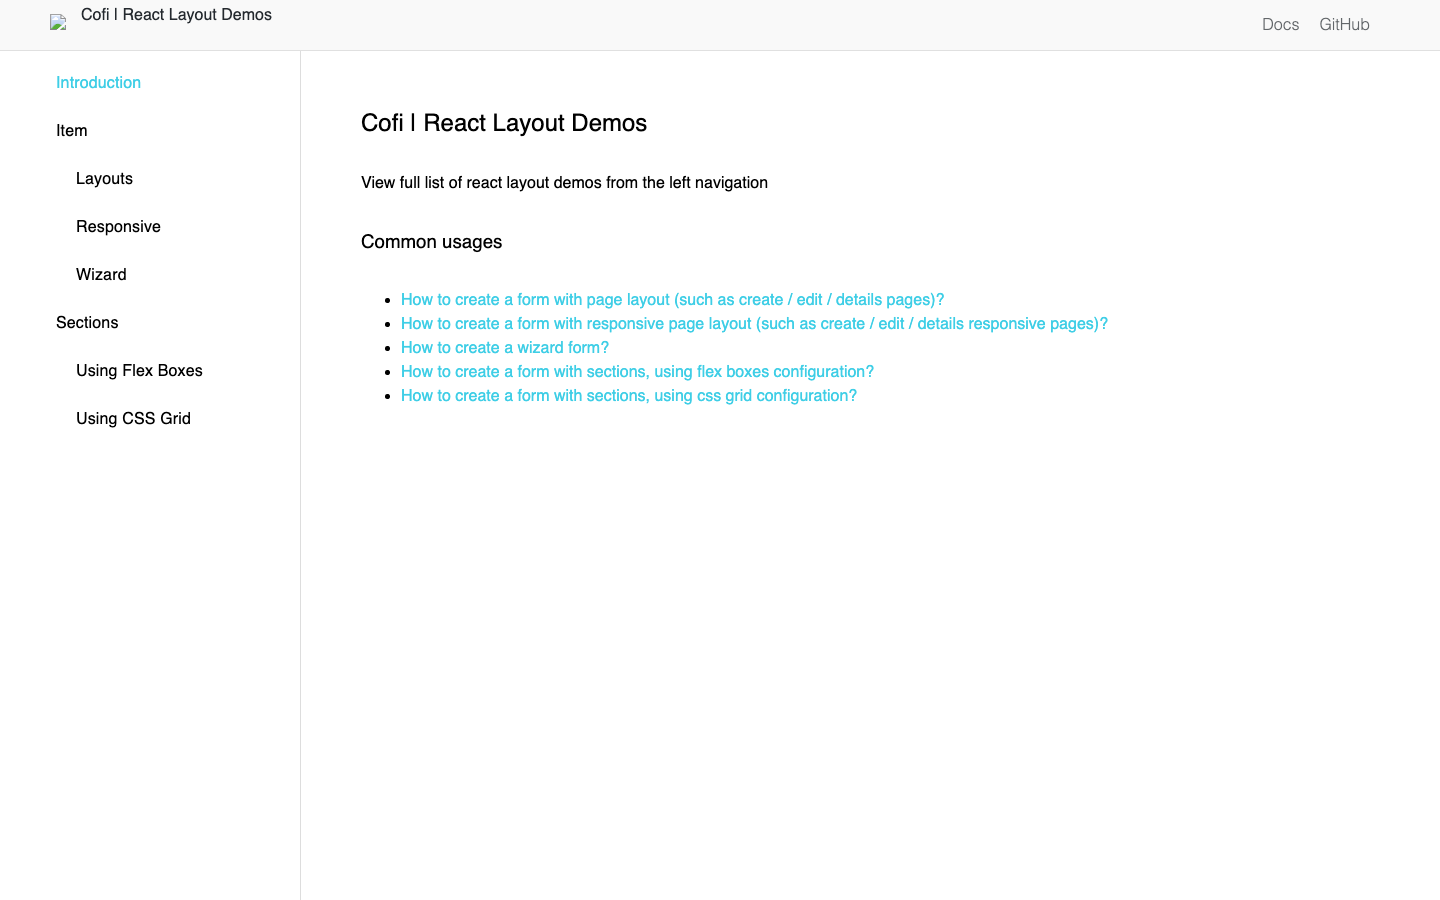 Cofi | React Layout Demos
Docs
GitHub
Introduction
Item
Layouts
Responsive
Wizard
Sections
Using Flex Boxes
Using CSS Grid
Cofi | React Layout Demos
View full list of react layout demos from the left navigation
Common usages
How to create a form with page layout (such as create / edit / details pages)?
How to create a form with responsive page layout (such as create / edit / details responsive pages)?
How to create a wizard form?
How to create a form with sections, using flex boxes configuration?
How to create a form with sections, using css grid configuration?